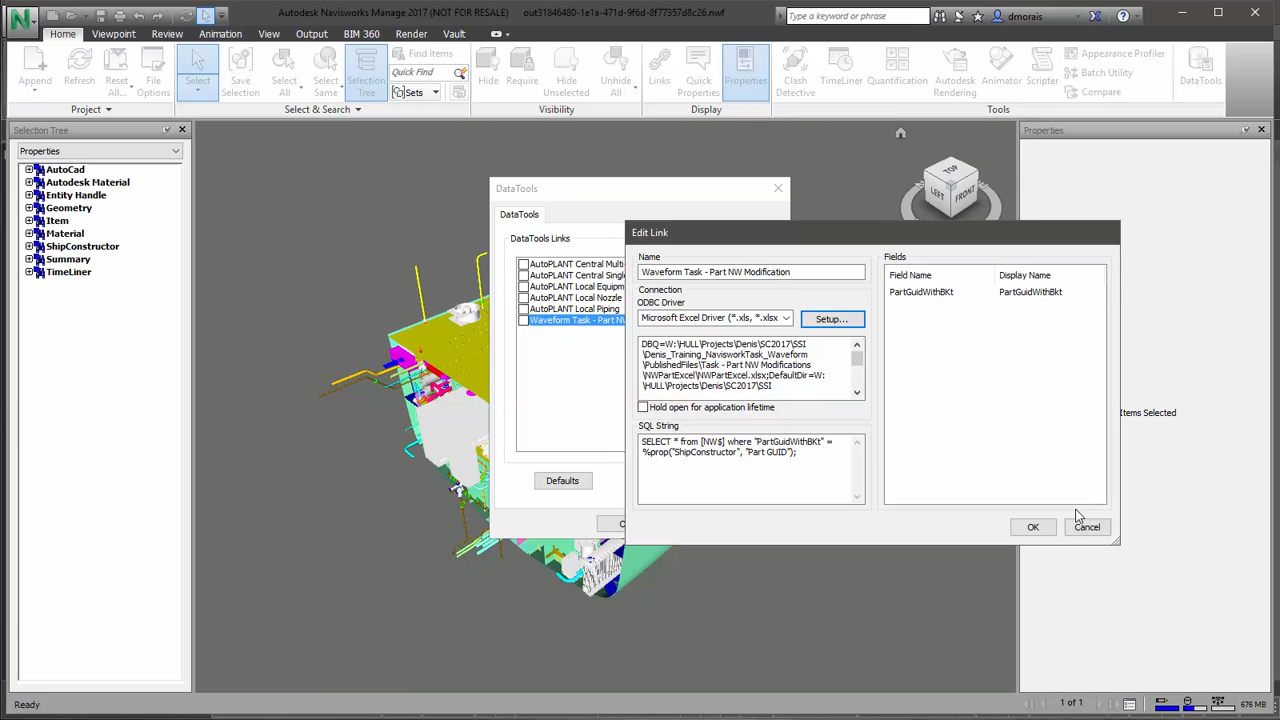 Autodesk Navisworks Manage 2017 (NOT FOR RESALE) out31846480-1e1a-471d-9f6d-8f77357d8c26.nwf
Type a keyword or phrase
dmorais
Home Viewpoint Review Animation View Output BIM 360 Render Vault
Append
Refresh
Reset All...
File Options
Select
Save Selection
Select All
Select Same
Selection Tree
Find Items
Quick Find
Sets
Hide
Require
Hide Unselected
Unhide All
Links
Quick Properties
Properties
Clash Detective
TimeLiner
Quantification
Autodesk Rendering
Animator
Scripter
Appearance Profiler
Batch Utility
Compare
DataTools
Project
Select & Search
Visibility
Display
Tools
Selection Tree
Properties
AutoCad
Autodesk Material
Entity Handle
Geometry
Item
Material
ShipConstructor
Summary
TimeLiner
TOP
LEFT
FRONT
DataTools
DataTools
DataTools Links
AutoPLANT Central Multi-
AutoPLANT Central Single
AutoPLANT Local Equipm
AutoPLANT Local Nozzle
AutoPLANT Local Piping
Waveform Task - Part NW
Defaults
O
Edit Link
Name
Waveform Task - Part NW Modification
Connection
ODBC Driver
Microsoft Excel Driver (*.xls, *.xlsx
Setup...
DBQ=W:\HULL\Projects\Denis\SC2017\SSI
\Denis_Training_NavisworkTask_Waveform
\PublishedFiles\Task - Part NW Modifications
\NWPartExcel\NWPartExcel.xlsx;DefaultDir=W:
\HULL\Projects\Denis\SC2017\SSI
Hold open for application lifetime
SQL String
SELECT * from [NW$] where "PartGuidWithBKt" =
%prop("ShipConstructor", "Part GUID");
Fields
Field Name Display Name
PartGuidWithBKt PartGuidWithBkt
OK
Cancel
Properties
Items Selected
Ready
1 of 1
676 MB